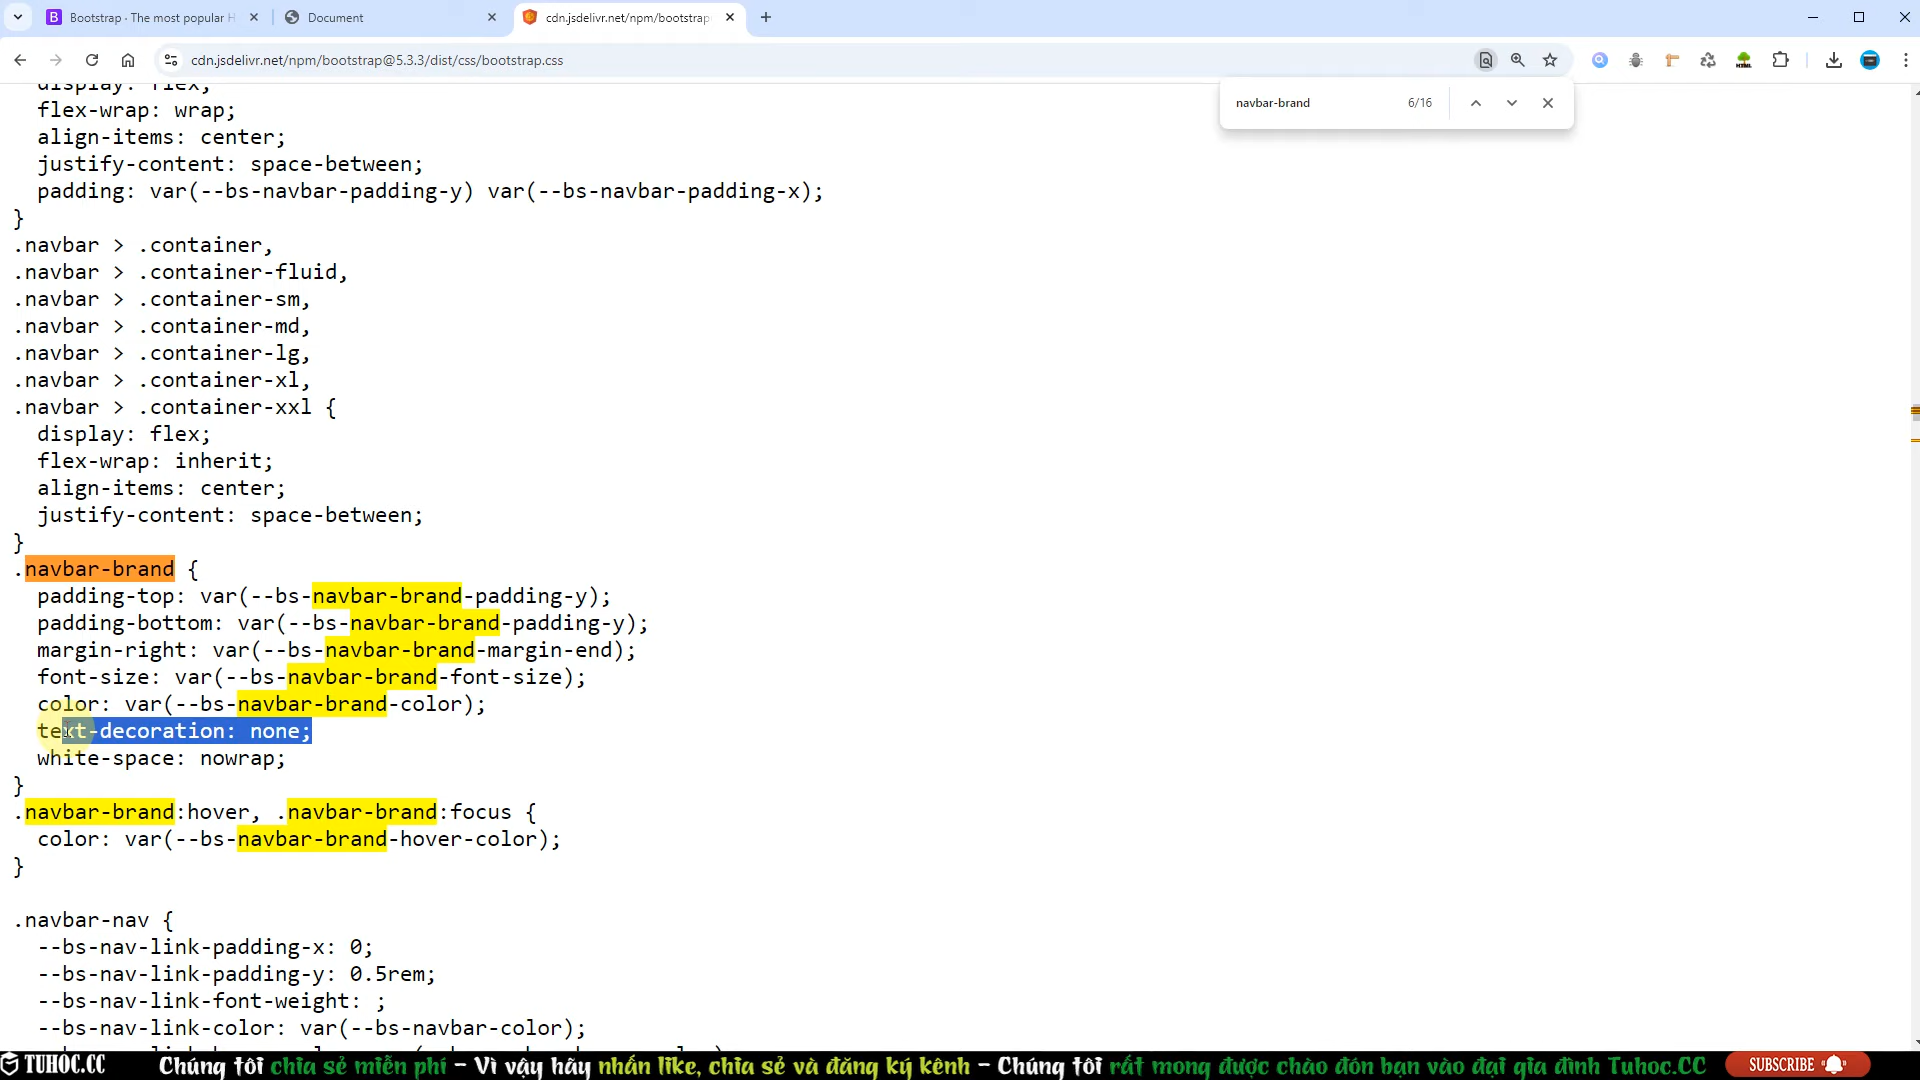 Bootstrap · The most popular H
Document
cdn.jsdelivr.net/npm/bootstrap
cdn.jsdelivr.net/npm/bootstrap@5.3.3/dist/css/bootstrap.css
navbar-brand 6/16
display: flex;
flex-wrap: wrap;
align-items: center;
justify-content: space-between;
padding: var(--bs-navbar-padding-y) var(--bs-navbar-padding-x);
}
.navbar > .container,
.navbar > .container-fluid,
.navbar > .container-sm,
.navbar > .container-md,
.navbar > .container-lg,
.navbar > .container-xl,
.navbar > .container-xxl {
display: flex;
flex-wrap: inherit;
align-items: center;
justify-content: space-between;
}
.navbar-brand {
padding-top: var(--bs-navbar-brand-padding-y);
padding-bottom: var(--bs-navbar-brand-padding-y);
margin-right: var(--bs-navbar-brand-margin-end);
font-size: var(--bs-navbar-brand-font-size);
color: var(--bs-navbar-brand-color);
text-decoration: none;
white-space: nowrap;
}
.navbar-brand:hover, .navbar-brand:focus {
color: var(--bs-navbar-brand-hover-color);
}
.navbar-nav {
--bs-nav-link-padding-x: 0;
--bs-nav-link-padding-y: 0.5rem;
--bs-nav-link-font-weight: ;
--bs-nav-link-color: var(--bs-navbar-color);
TUHOC.CC Chúng tôi chia sẻ miễn phí – Vì vậy hãy nhấn like, chia sẻ và đăng ký kênh – Chúng tôi rất mong được chào đón bạn vào đại gia đình Tuhoc.CC SUBSCRIBE